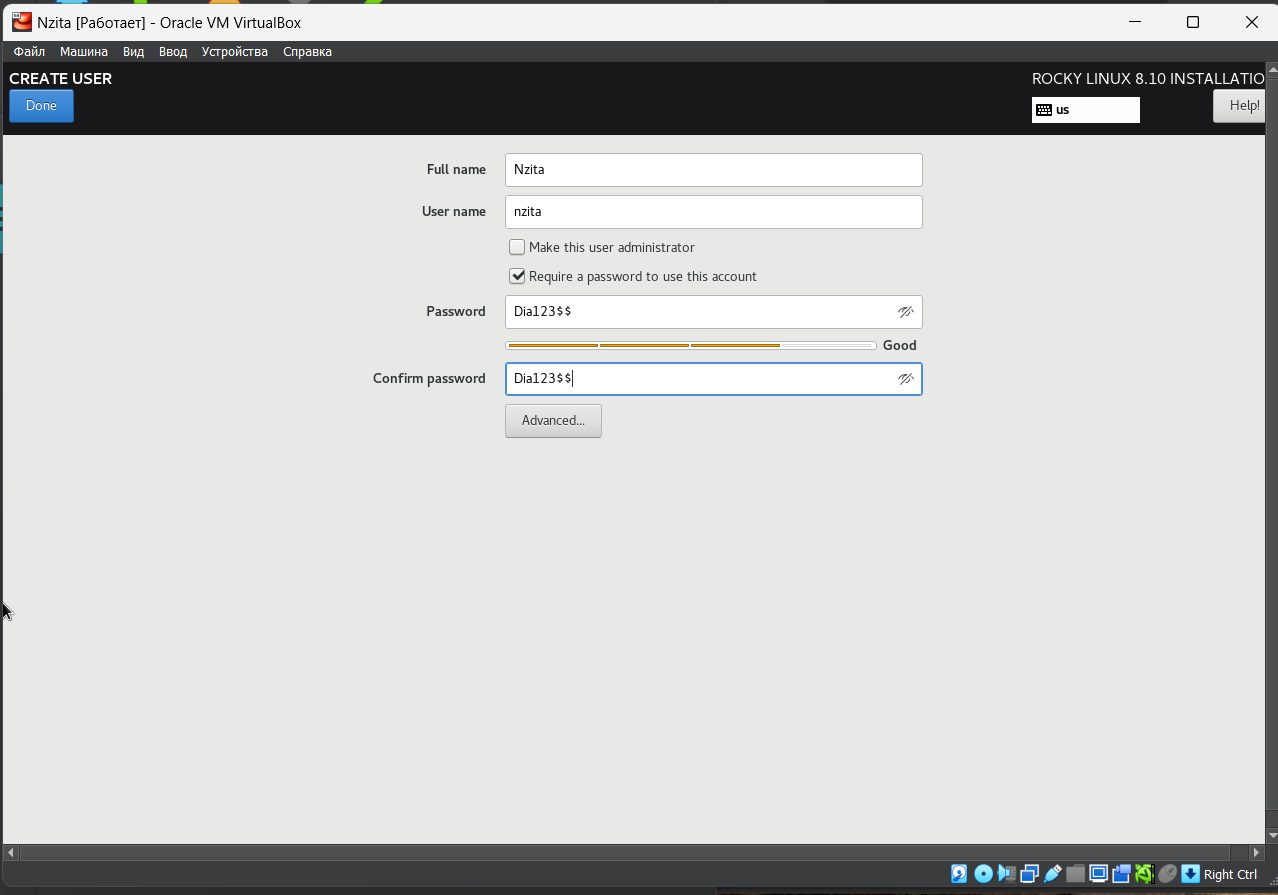 Nzita [Работает] - Oracle VM VirtualBox
Файл Машина Вид Ввод Устройства Справка
CREATE USER
ROCKY LINUX 8.10 INSTALLATIO
Done
us
Help!
Full name
Nzita
User name
nzita
Make this user administrator
Require a password to use this account
Password
Dia123$$
Good
Confirm password
Dia123$$
Advanced...
Right Ctrl